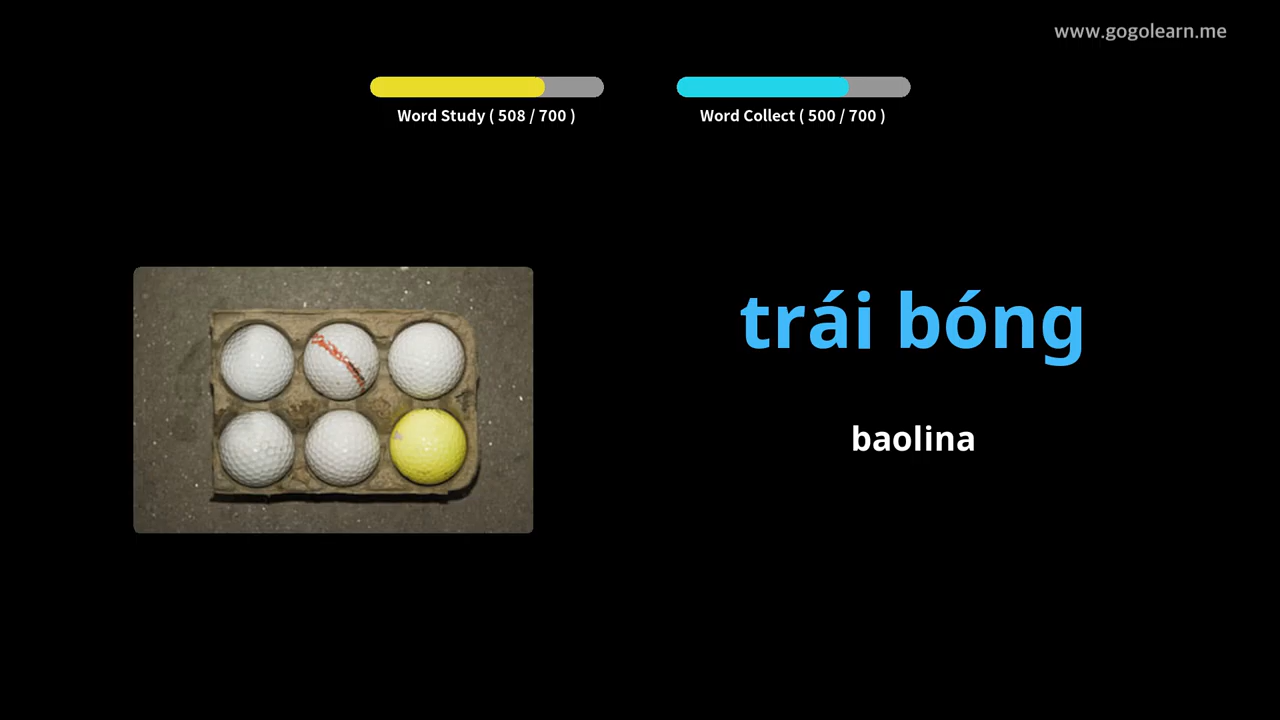 www.gogolearn.me
Word Study ( 508 / 700 )
Word Collect ( 500 / 700 )
trái bóng
baolina